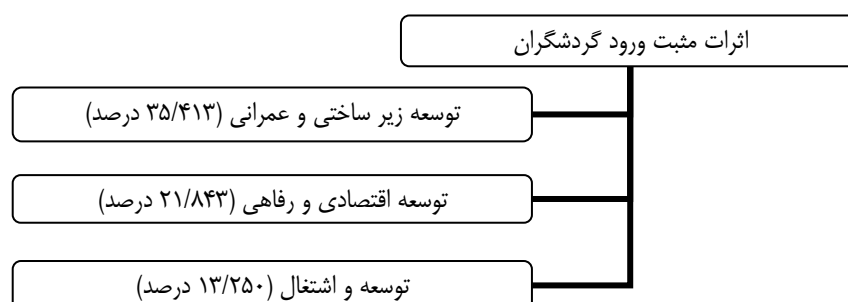 اثرات مثبت ورود گردشگران
توسعه زیر ساختی و عمرانی (۳۵/۴۱۳ درصد)
توسعه اقتصادی و رفاهی (۲۱/۸۴۳ درصد)
توسعه و اشتغال (۱۳/۲۵۰ درصد)